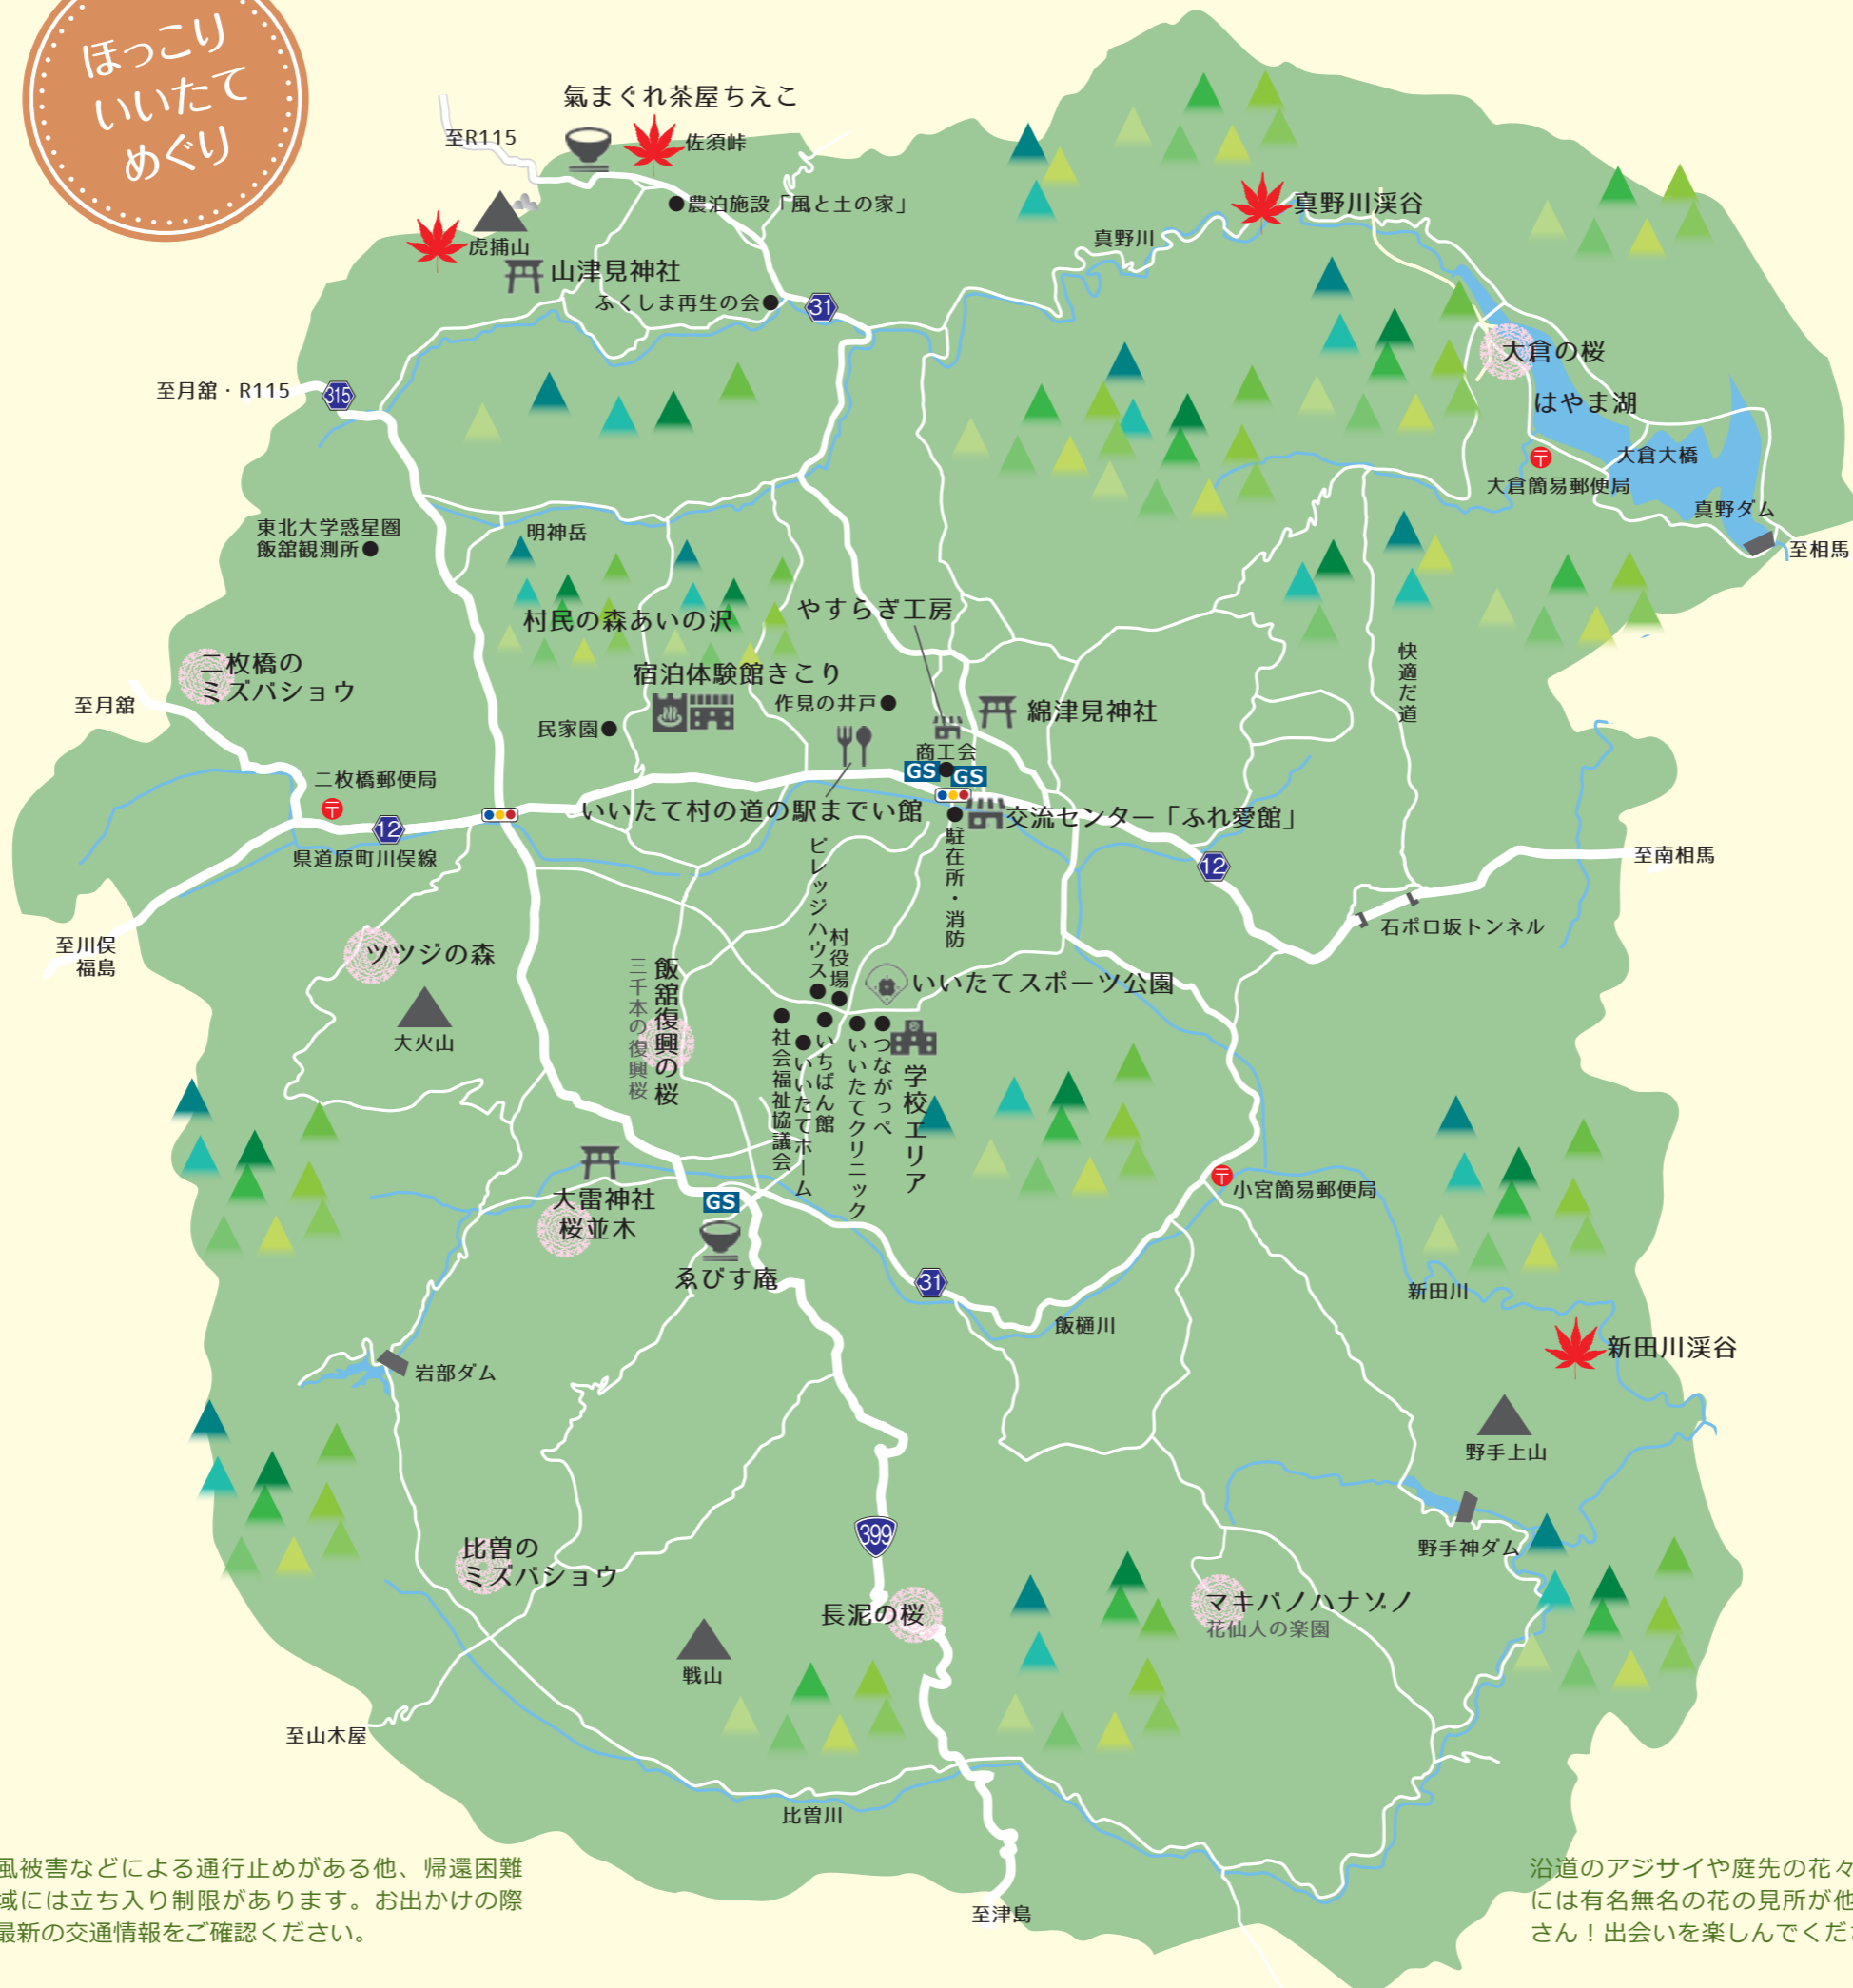 ほっこり
いいたて
めぐり
氣まぐれ茶屋ちえこ
至R115
佐須峠
農泊施設「風と土の家」
虎捕山
山津見神社
ふくしま再生の会
31
真野川渓谷
真野川
大倉の桜
はやま湖
大倉大橋
大倉簡易郵便局
真野ダム
至相馬
至月舘・R115
315
東北大学惑星圏
飯舘観測所
明神岳
村民の森あいの沢
やすらぎ工房
宿泊体験館きこり
作見の井戸
民家園
綿津見神社
商工会
GS
GS
快適だ道
二枚橋の
ミズバショウ
至月舘
二枚橋郵便局
12
県道原町川俣線
いいたて村の道の駅までい館
交流センター「ふれ愛館」
駐在所・消防
12
至南相馬
石ポロ坂トンネル
至川俣
福島
ツツジの森
大火山
飯舘復興の桜
三千本の復興桜
ビレッジハウス
村役場
いいたてスポーツ公園
社会福祉協議会
いいたてホーム
いちばん館
いいたてクリニック
つながっぺ
学校エリア
大雷神社
桜並木
GS
ゑびす庵
31
飯樋川
小宮簡易郵便局
新田川
新田川渓谷
野手上山
野手神ダム
岩部ダム
比曽の
ミズバショウ
399
長泥の桜
戦山
マキバノハナゾノ
花仙人の楽園
至山木屋
比曽川
至津島
風被害などによる通行止めがある他、帰還困難
域には立ち入り制限があります。お出かけの際
最新の交通情報をご確認ください。
沿道のアジサイや庭先の花々
には有名無名の花の見所が他
さん！出会いを楽しんでくだ